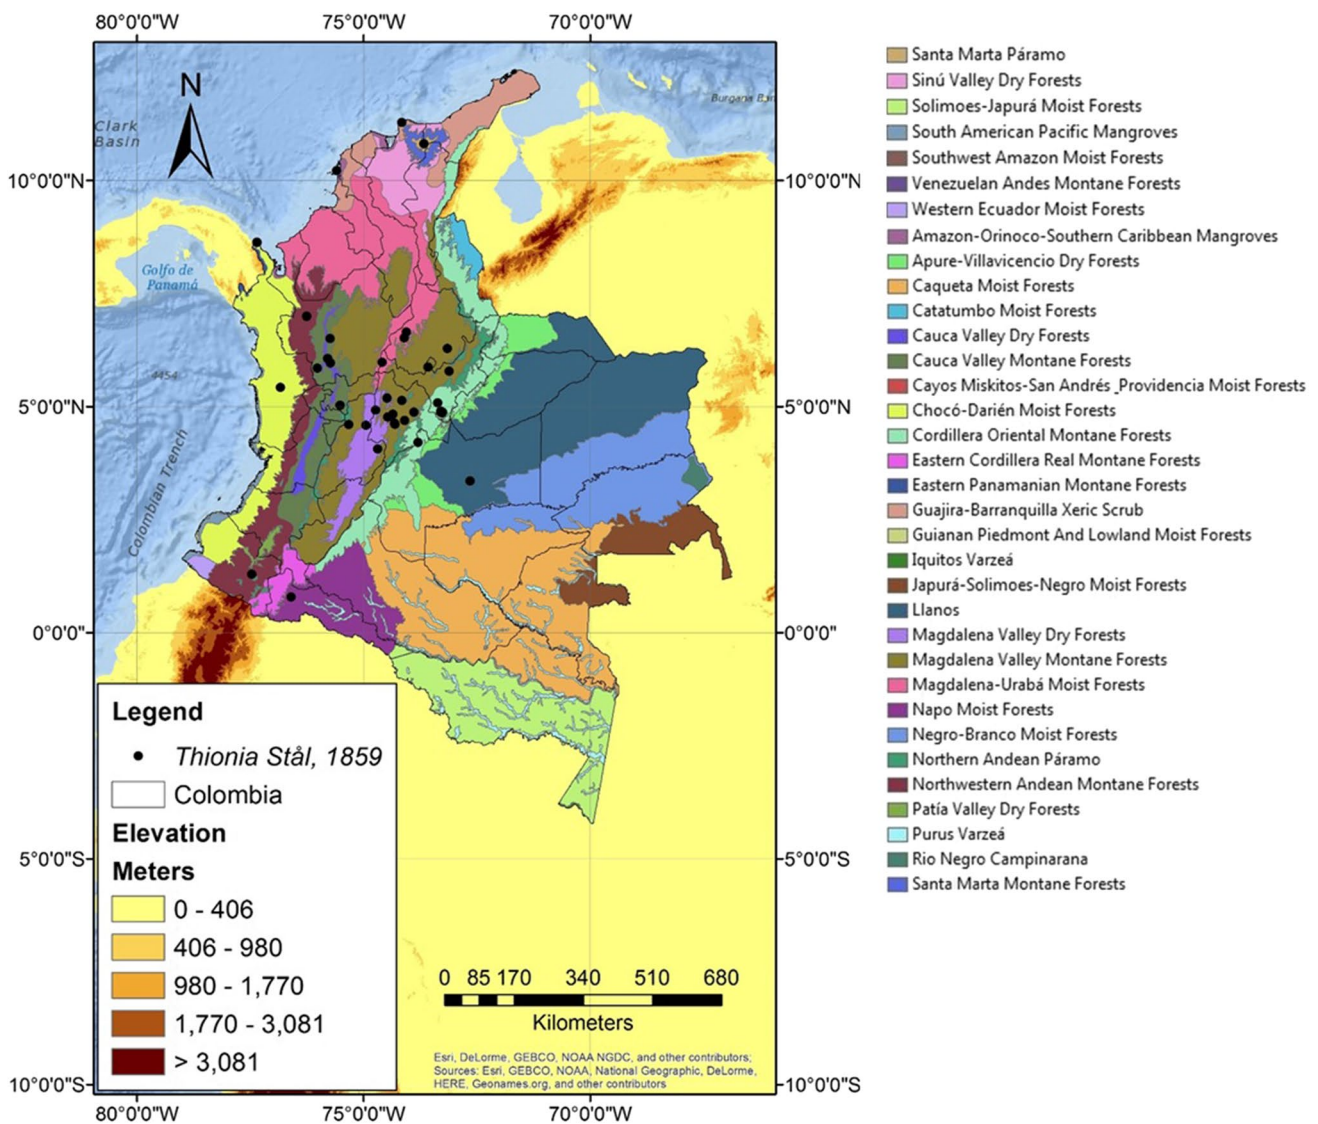 80°0'0"W 75°0'0"W 70°0'0"W
N
Clark
Basin
10°0'0"N 10°0'0"N
Golfo de
Panamá
4454
5°0'0"N 5°0'0"N
Colombian Trench
0°0'0" 0°0'0"
5°0'0"S 5°0'0"S
10°0'0"S 10°0'0"S
80°0'0"W 75°0'0"W 70°0'0"W
Legend
Thionia Stål, 1859
Colombia
Elevation
Meters
0 - 406
406 - 980
980 - 1,770
1,770 - 3,081
> 3,081
0 85 170 340 510 680
Kilometers
Esri, DeLorme, GEBCO, NOAA NGDC, and other contributors;
Sources: Esri, GEBCO, NOAA, National Geographic, DeLorme,
HERE, Geonames.org, and other contributors
Santa Marta Páramo
Sinú Valley Dry Forests
Solimoes-Japurá Moist Forests
South American Pacific Mangroves
Southwest Amazon Moist Forests
Venezuelan Andes Montane Forests
Western Ecuador Moist Forests
Amazon-Orinoco-Southern Caribbean Mangroves
Apure-Villavicencio Dry Forests
Caqueta Moist Forests
Catatumbo Moist Forests
Cauca Valley Dry Forests
Cauca Valley Montane Forests
Cayos Miskitos-San Andrés_Providencia Moist Forests
Chocó-Darién Moist Forests
Cordillera Oriental Montane Forests
Eastern Cordillera Real Montane Forests
Eastern Panamanian Montane Forests
Guajira-Barranquilla Xeric Scrub
Guianan Piedmont And Lowland Moist Forests
Iquitos Varzeá
Japurá-Solimoes-Negro Moist Forests
Llanos
Magdalena Valley Dry Forests
Magdalena Valley Montane Forests
Magdalena-Urabá Moist Forests
Napo Moist Forests
Negro-Branco Moist Forests
Northern Andean Páramo
Northwestern Andean Montane Forests
Patía Valley Dry Forests
Purus Varzeá
Rio Negro Campinarana
Santa Marta Montane Forests